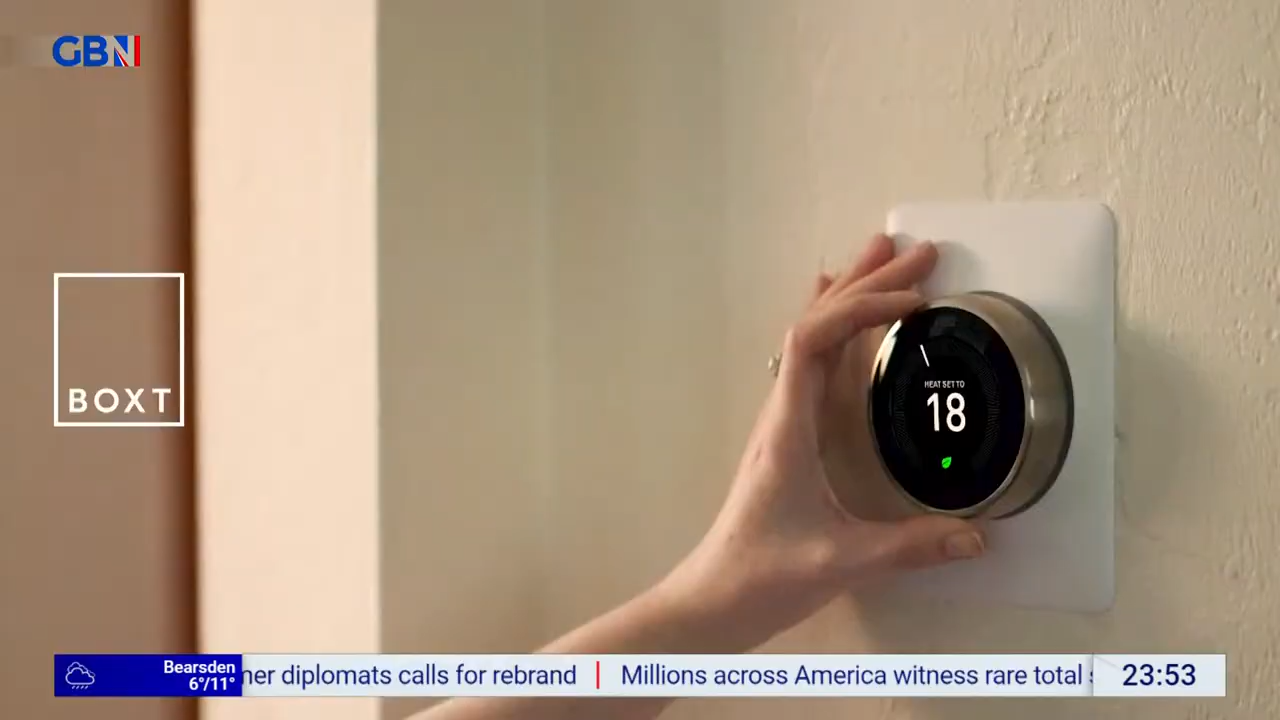 GBN
BOXT
HEAT SET TO
18
Bearsden
6°/11°
diplomats calls for rebrand | Millions across America witness rare total
23:53